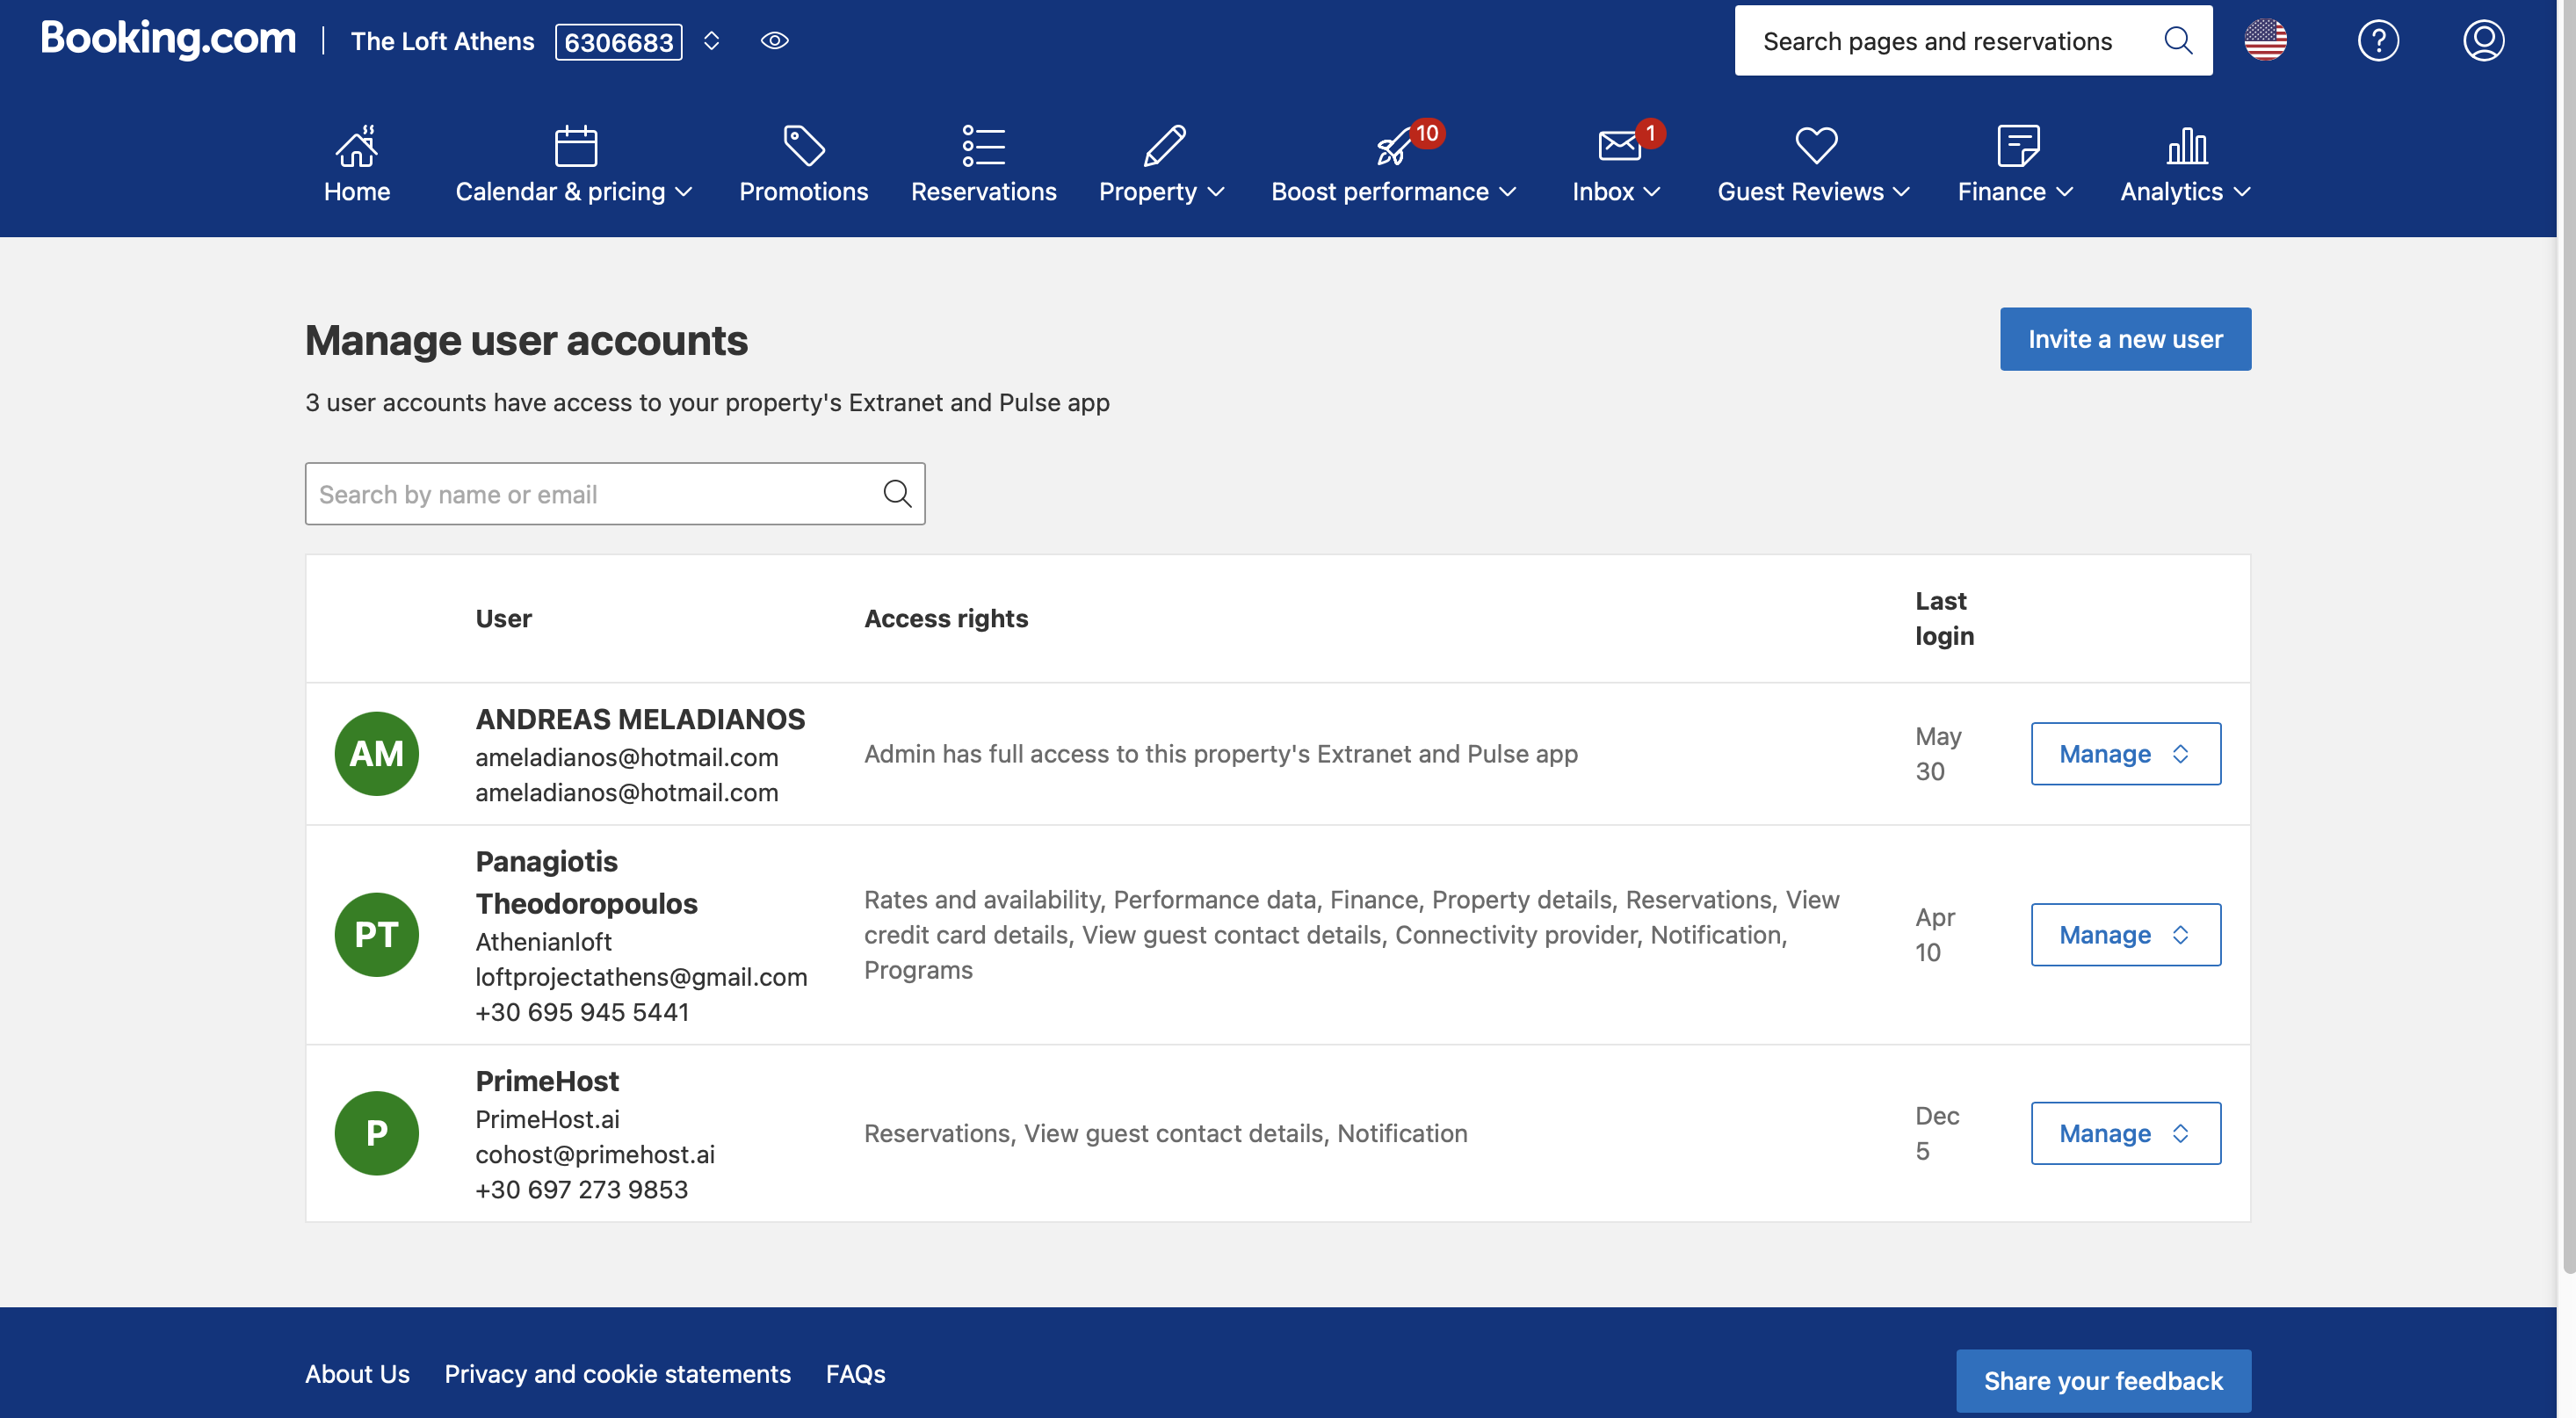 Booking.com
The Loft Athens 6306683
Search pages and reservations
Home
Calendar & pricing
Promotions
Reservations
Property
Boost performance
10
Inbox
1
Guest Reviews
Finance
Analytics
Manage user accounts
Invite a new user
3 user accounts have access to your property's Extranet and Pulse app
Search by name or email
User
Access rights
Last
login
AM
ANDREAS MELADIANOS
ameladianos@hotmail.com
ameladianos@hotmail.com
Admin has full access to this property's Extranet and Pulse app
May
30
Manage
PT
Panagiotis
Theodoropoulos
Athenianloft
loftprojectathens@gmail.com
+30 695 945 5441
Rates and availability, Performance data, Finance, Property details, Reservations, View
credit card details, View guest contact details, Connectivity provider, Notification,
Programs
Apr
10
Manage
P
PrimeHost
PrimeHost.ai
cohost@primehost.ai
+30 697 273 9853
Reservations, View guest contact details, Notification
Dec
5
Manage
About Us
Privacy and cookie statements
FAQs
Share your feedback